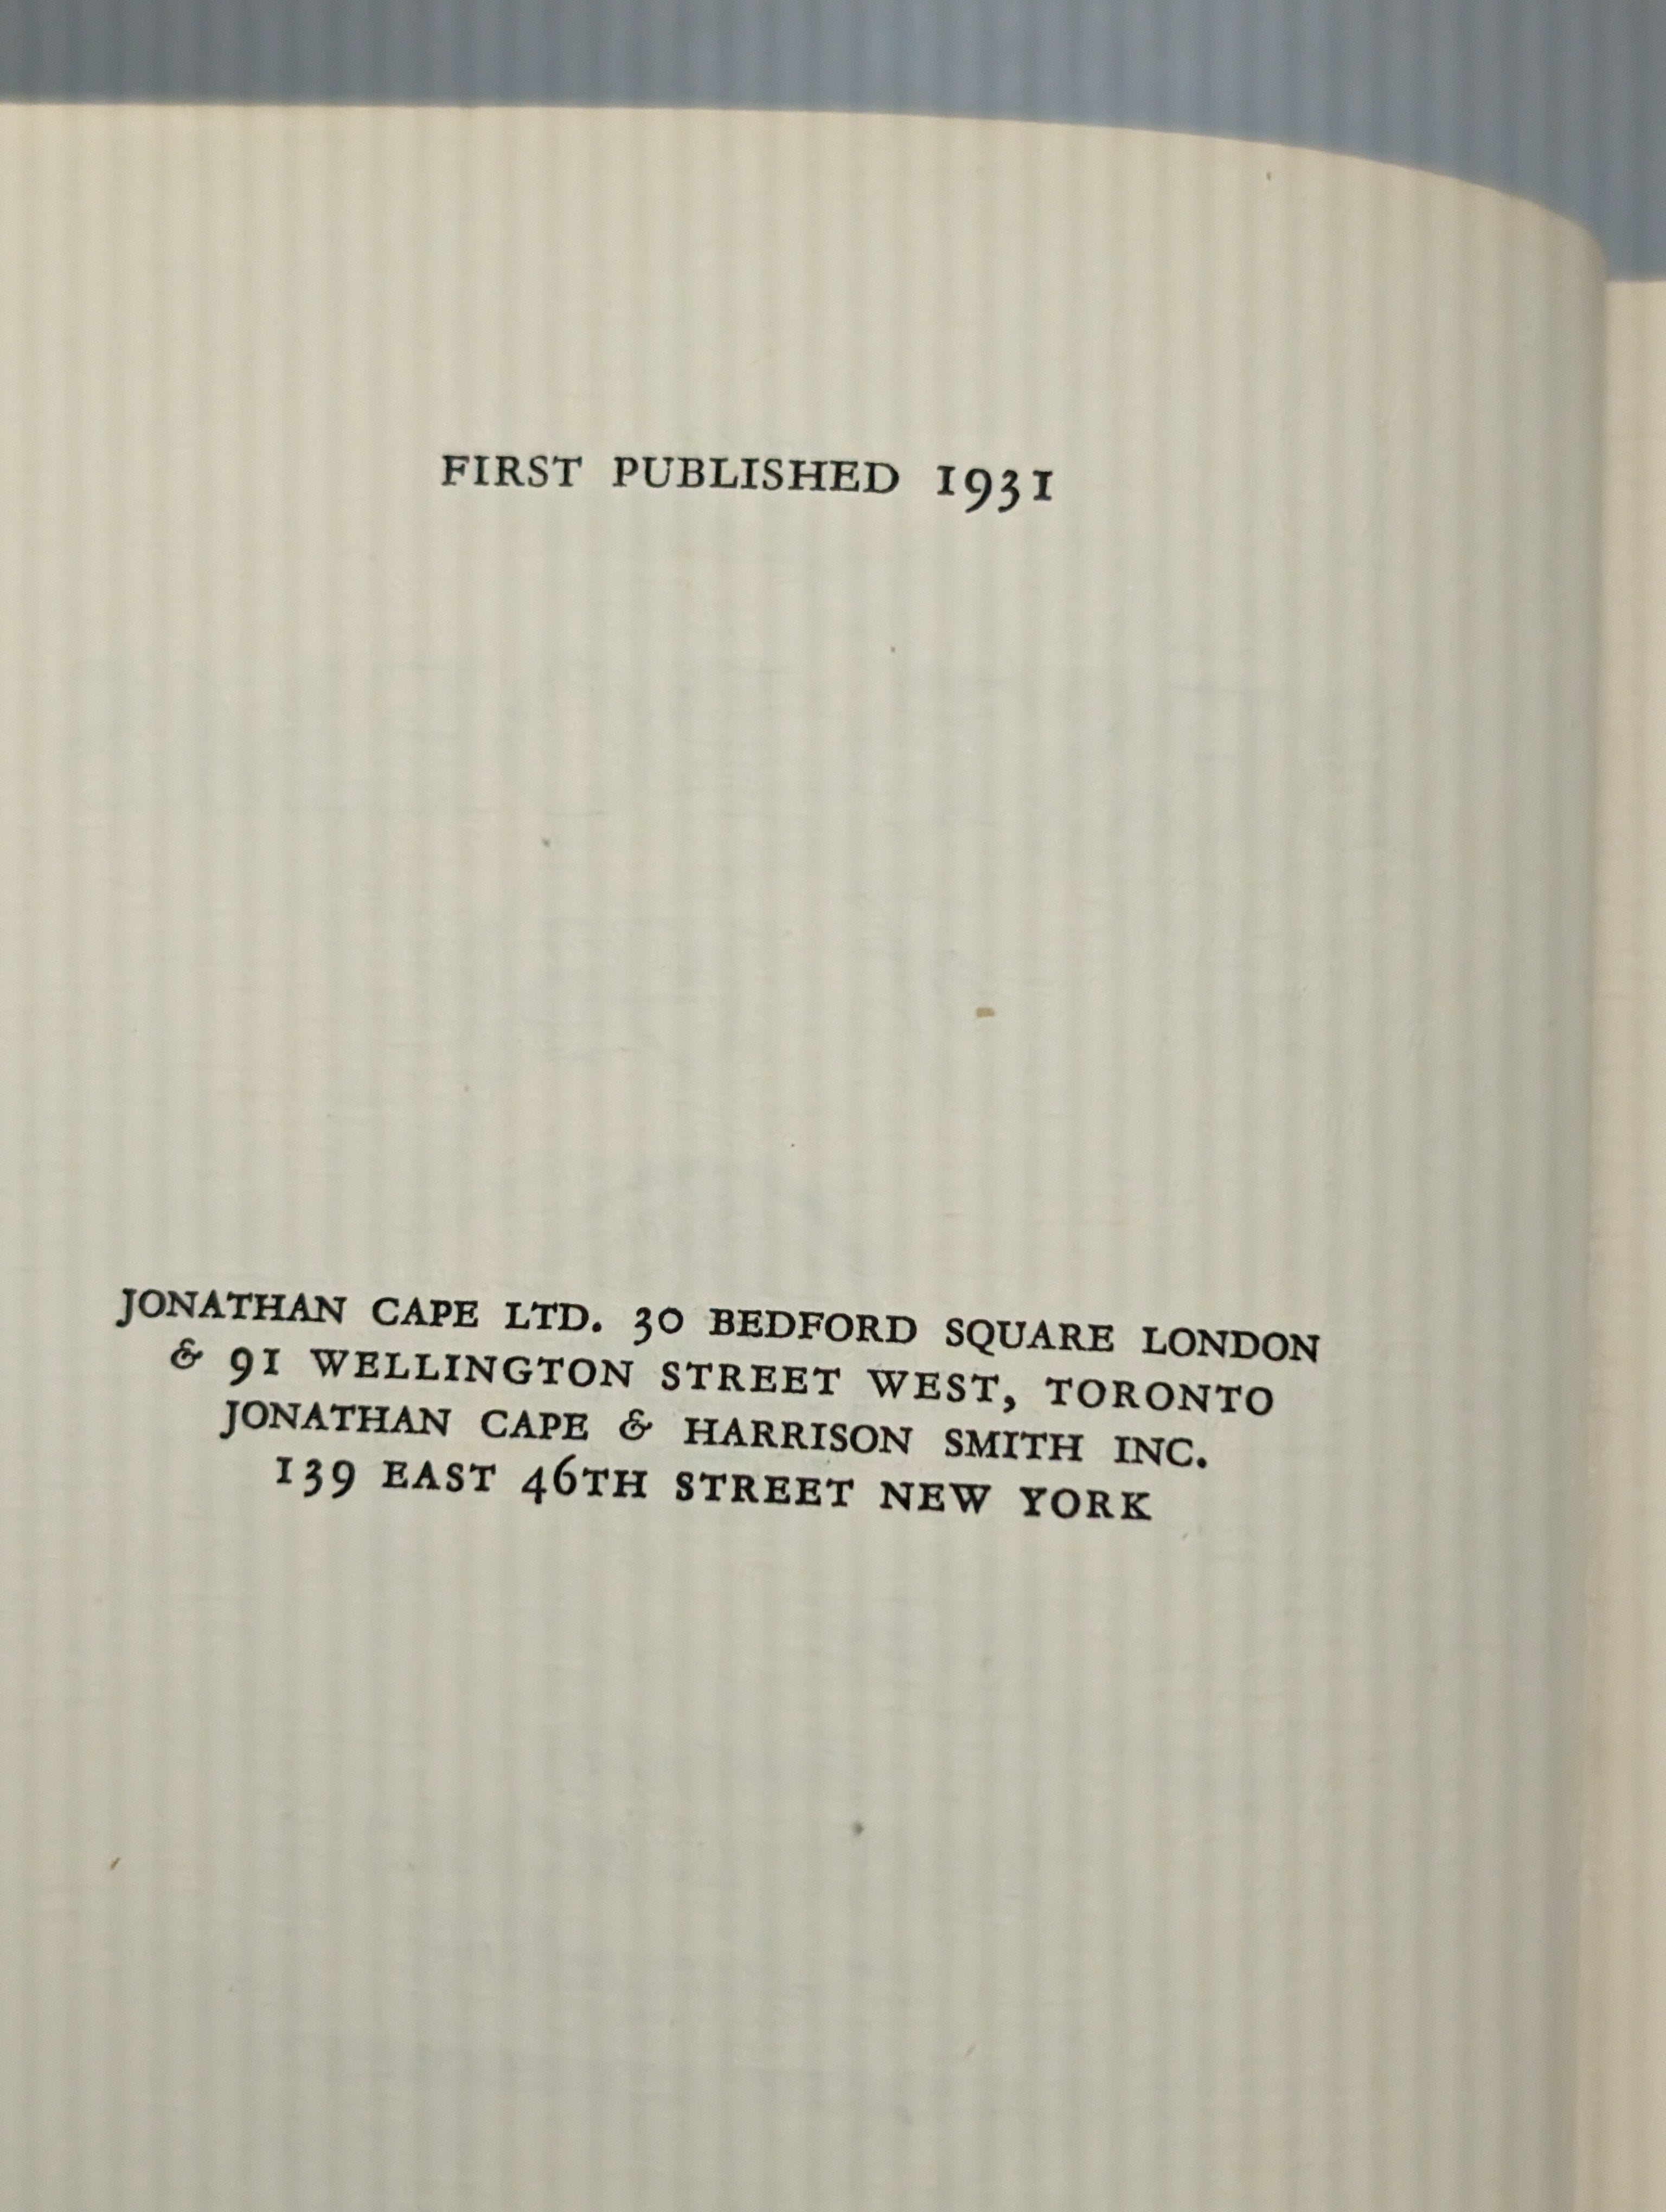 FIRST PUBLISHED 1931
JONATHAN CAPE LTD. 30 BEDFORD SQUARE LONDON
& 91 WELLINGTON STREET WEST, TORONTO
JONATHAN CAPE & HARRISON SMITH INC.
139 EAST 46TH STREET NEW YORK